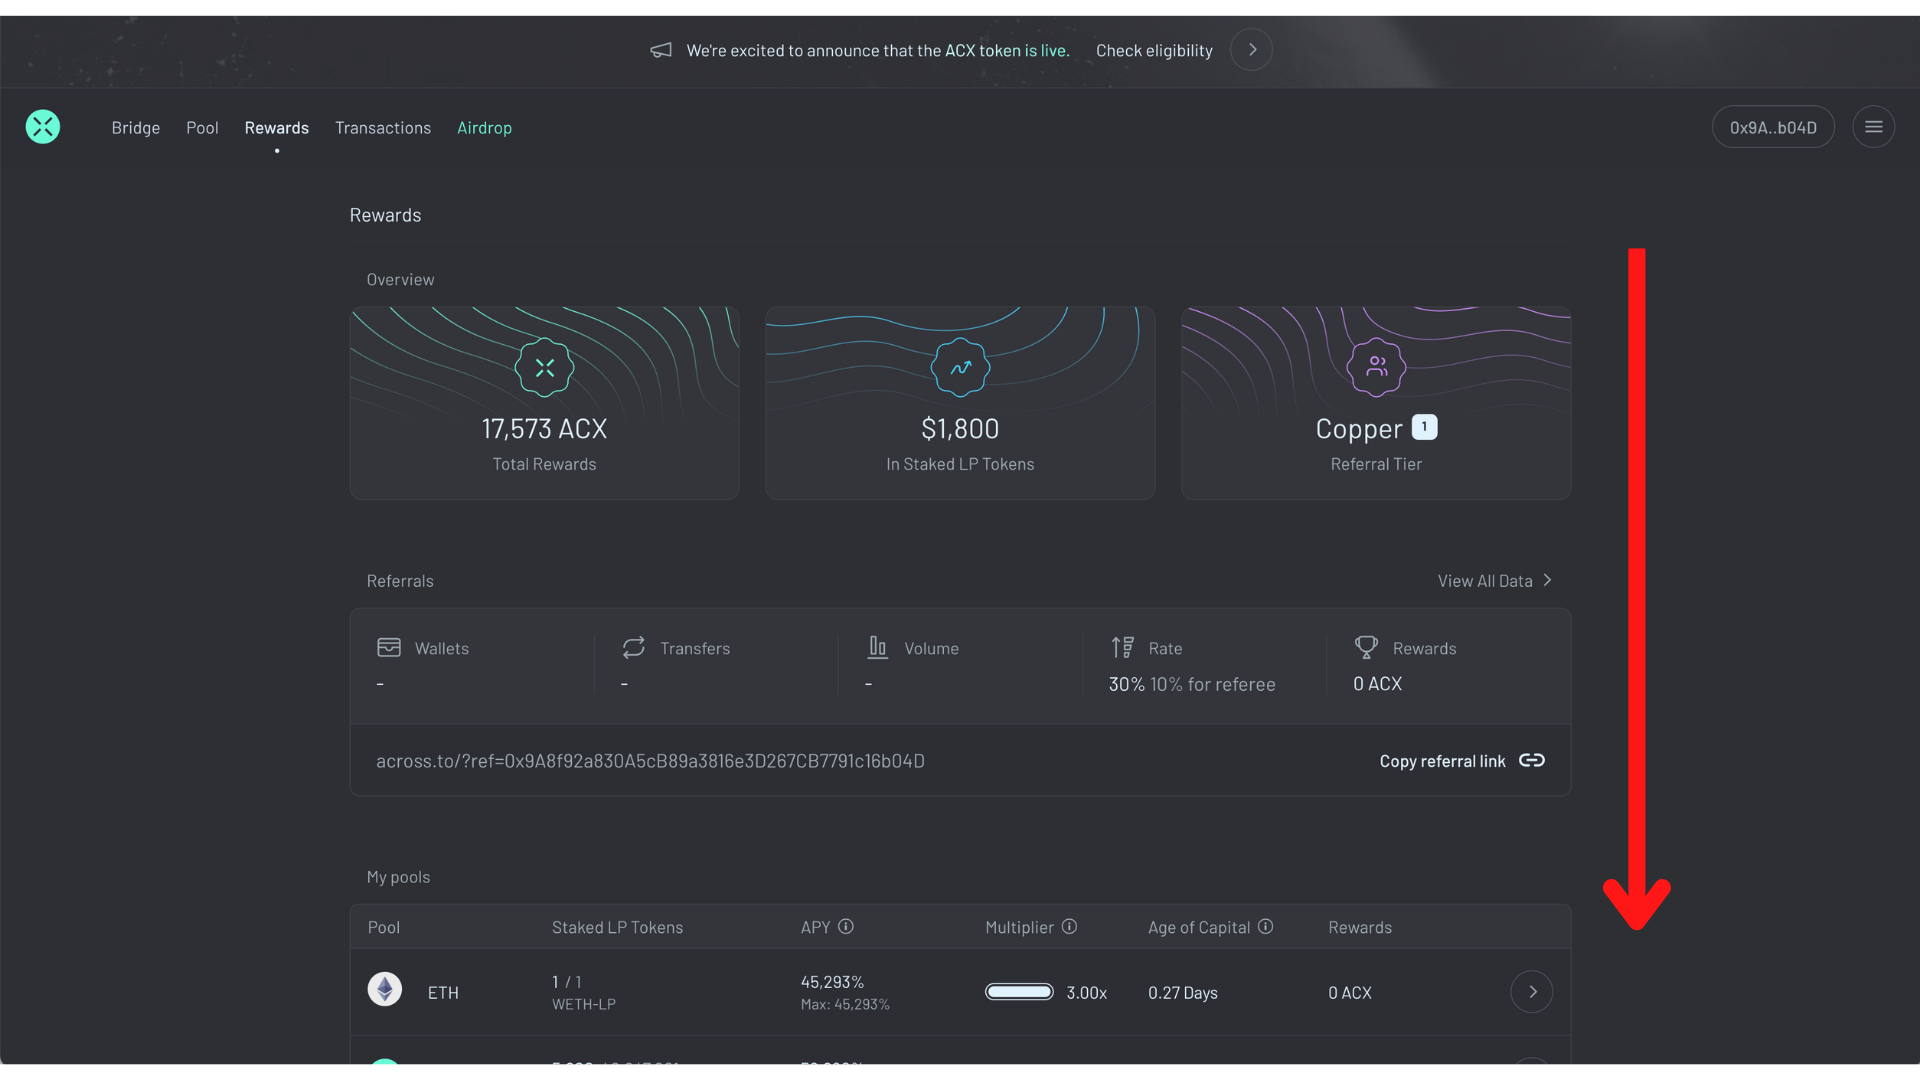 We're excited to announce that the ACX token is live. Check eligibility
Bridge Pool Rewards Transactions Airdrop 0x9A..b04D
Rewards
Overview
17,573 ACX
Total Rewards
$1,800
In Staked LP Tokens
Copper 1
Referral Tier
Referrals View All Data
Wallets Transfers Volume Rate Rewards
- - - 30% 10% for referee 0 ACX
across.to/?ref=0x9A8f92a830A5cB89a3816e3D267CB7791c16b04D Copy referral link
My pools
Pool Staked LP Tokens APY Multiplier Age of Capital Rewards
ETH 1 / 1 45,293% 3.00x 0.27 Days 0 ACX
WETH-LP Max: 45,293%